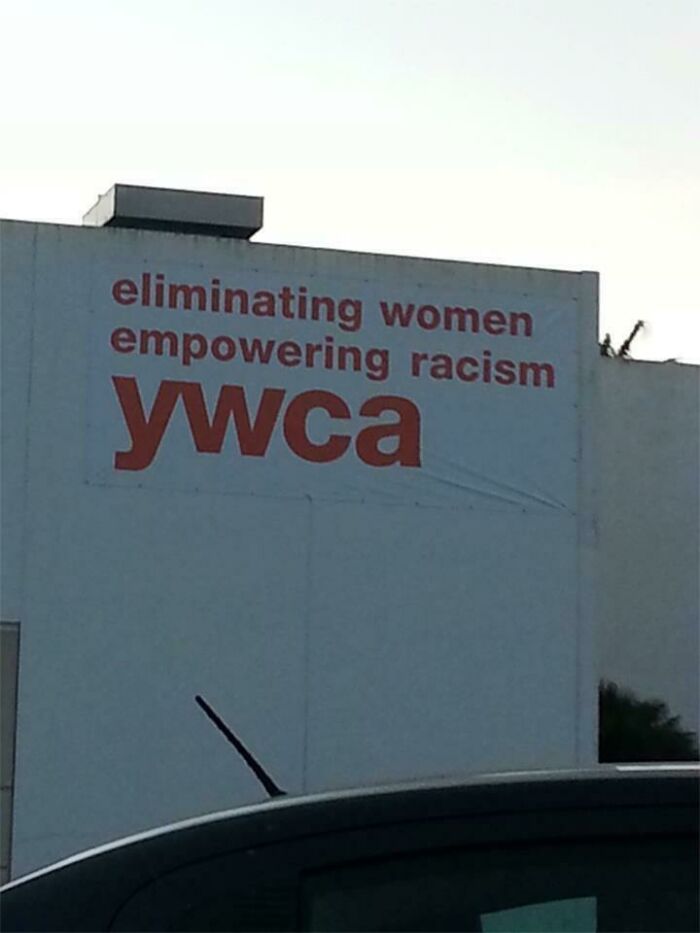 eliminating women
empowering racism
ywca